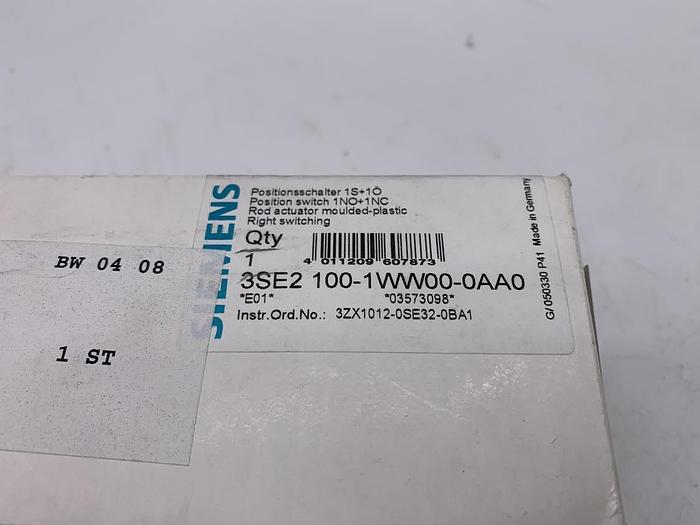 SIEMENS
Positionsschalter 1S+1Ö
Position switch 1NO+1NC
Rod actuator moulded-plastic
Right switching
Qty
1
4 011209 607873
3SE2 100-1WW00-0AA0
*E01* *03573098*
Instr.Ord.No.: 3ZX1012-0SE32-0BA1
G/ 050330 P41 Made in Germany
BW 04 08
1 ST